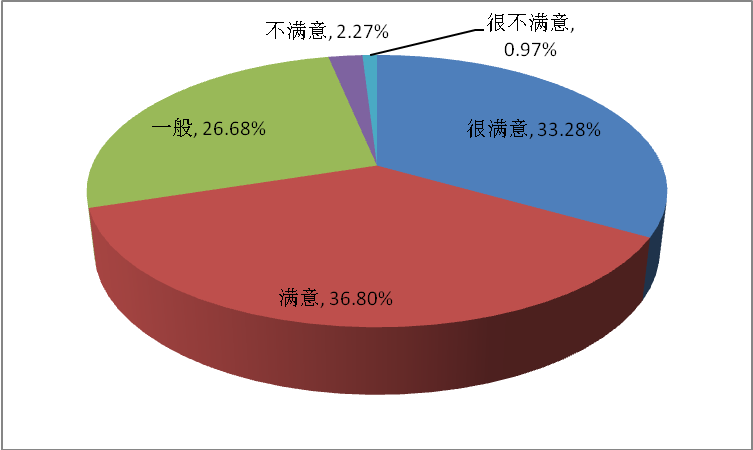 不满意, 2.27%
很不满意,
0.97%
一般, 26.68%
很满意, 33.28%
满意, 36.80%